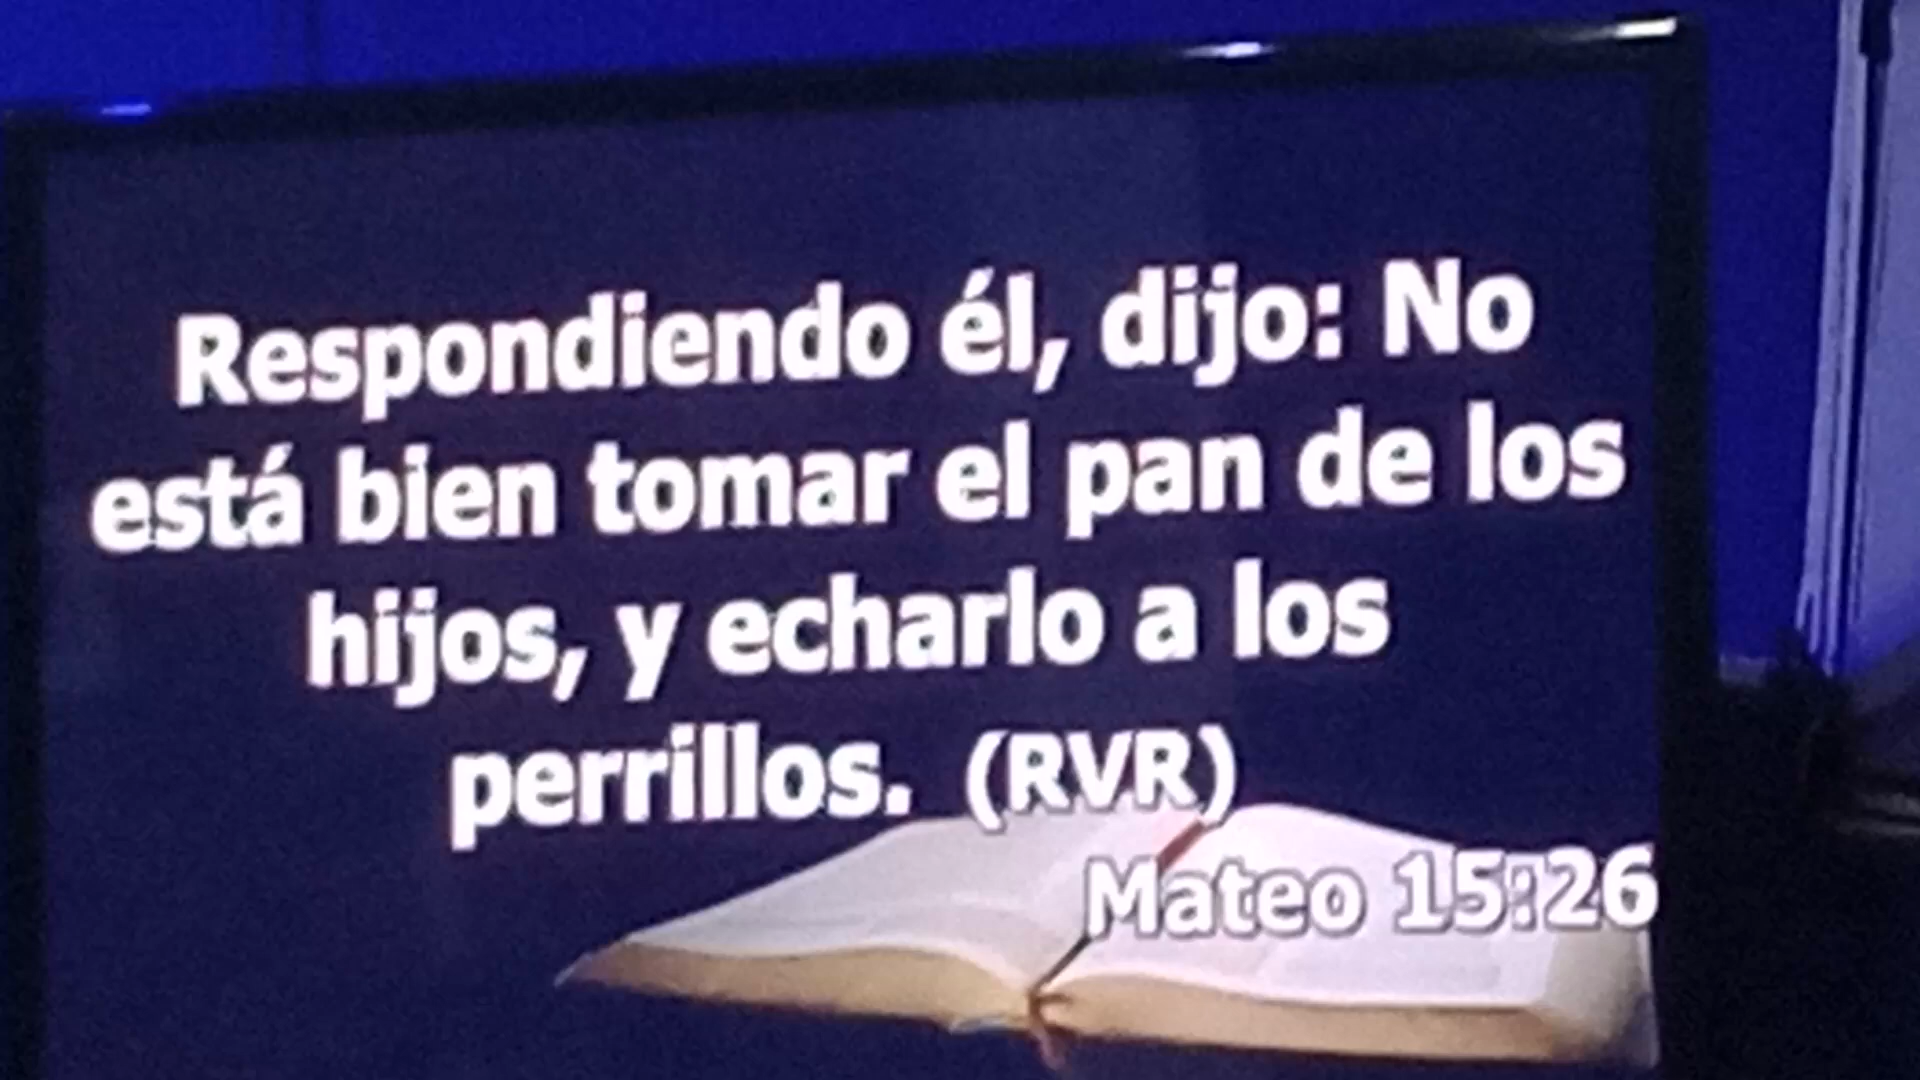 Respondiendo él, dijo: No
está bien tomar el pan de los
hijos, y echarlo a los
perrillos. (RVR)
Mateo 15:26